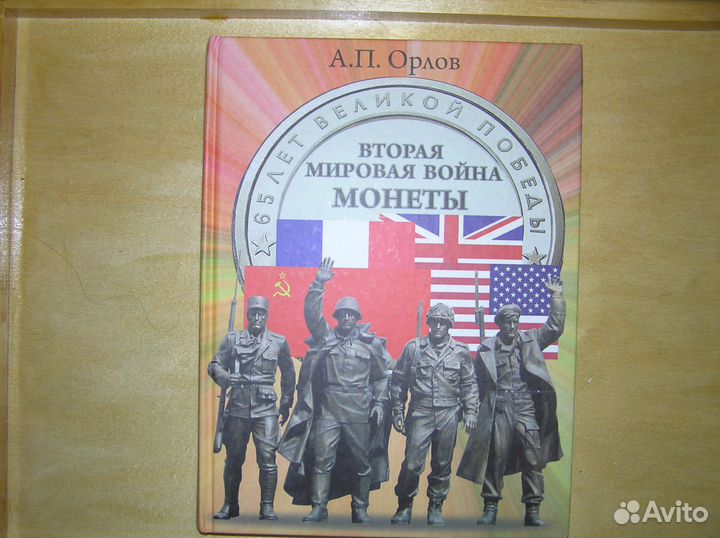 А.П. Орлов
65 ЛЕТ ВЕЛИКОЙ ПОБЕДЫ
ВТОРАЯ
МИРОВАЯ ВОЙНА
МОНЕТЫ
Avito